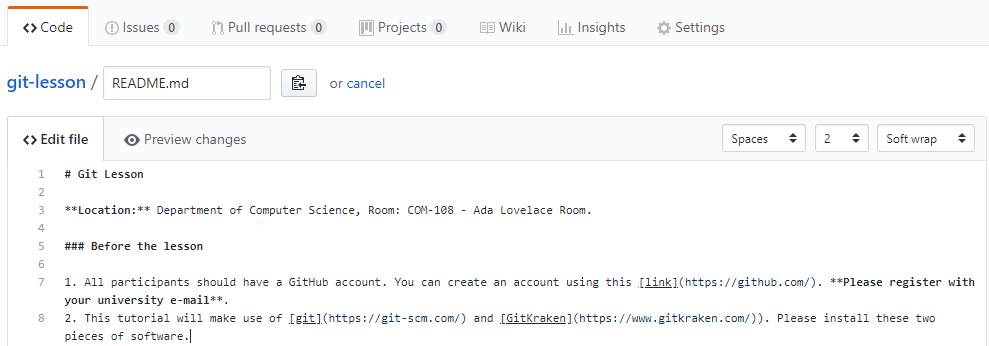 Code Issues 0 Pull requests 0 Projects 0 Wiki Insights Settings
git-lesson / README.md or cancel
Edit file Preview changes Spaces 2 Soft wrap
1 # Git Lesson
2
3 **Location:** Department of Computer Science, Room: COM-108 - Ada Lovelace Room.
4
5 ### Before the lesson
6
7 1. All participants should have a GitHub account. You can create an account using this [link](https://github.com/). **Please register with
your university e-mail**.
8 2. This tutorial will make use of [git](https://git-scm.com/) and [GitKraken](https://www.gitkraken.com/)). Please install these two
pieces of software.